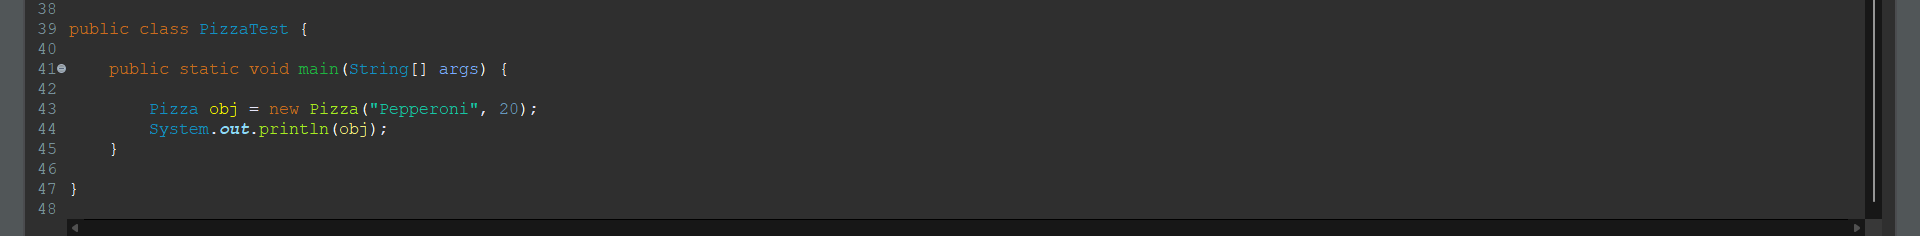 38
39 public class PizzaTest {
40
41 public static void main(String[] args) {
42
43 Pizza obj = new Pizza("Pepperoni", 20);
44 System.out.println(obj);
45 }
46
47 }
48